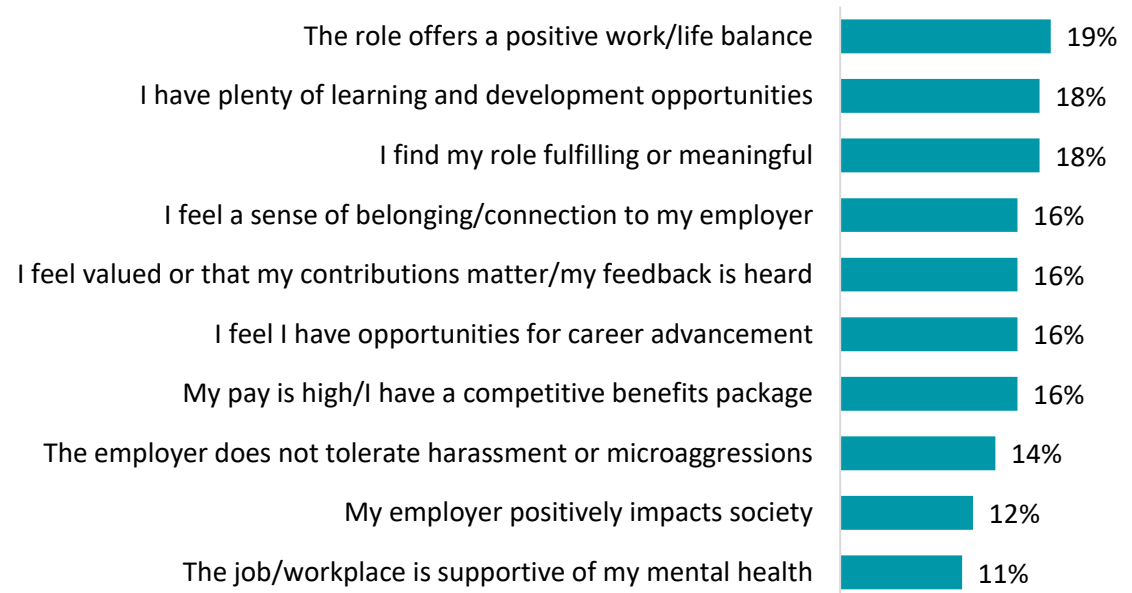 The role offers a positive work/life balance 19%
I have plenty of learning and development opportunities 18%
I find my role fulfilling or meaningful 18%
I feel a sense of belonging/connection to my employer 16%
I feel valued or that my contributions matter/my feedback is heard 16%
I feel I have opportunities for career advancement 16%
My pay is high/I have a competitive benefits package 16%
The employer does not tolerate harassment or microaggressions 14%
My employer positively impacts society 12%
The job/workplace is supportive of my mental health 11%